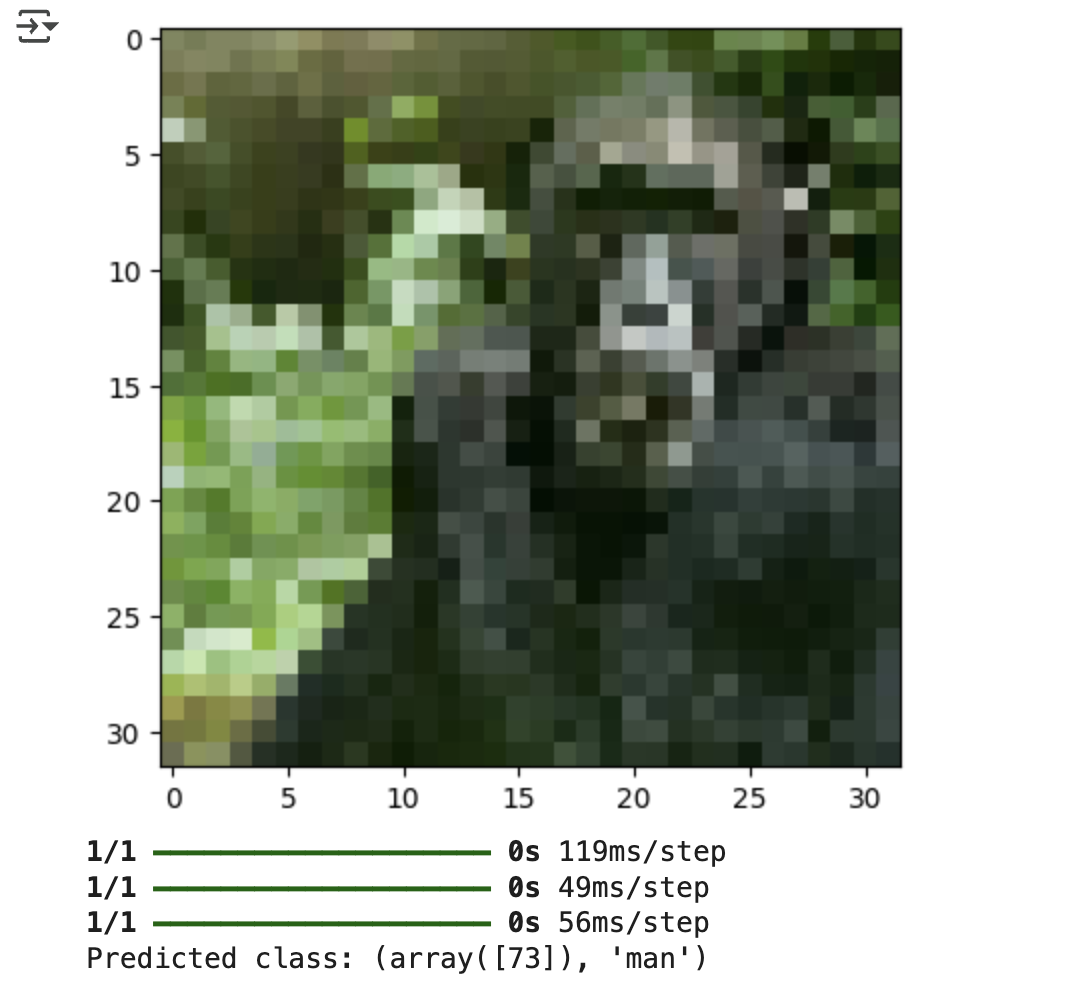 0
5
10
15
20
25
30
0 5 10 15 20 25 30
1/1 ━━━━━━━━━━━━━━━━━━━━ 0s 119ms/step
1/1 ━━━━━━━━━━━━━━━━━━━━ 0s 49ms/step
1/1 ━━━━━━━━━━━━━━━━━━━━ 0s 56ms/step
Predicted class: (array([73]), 'man')